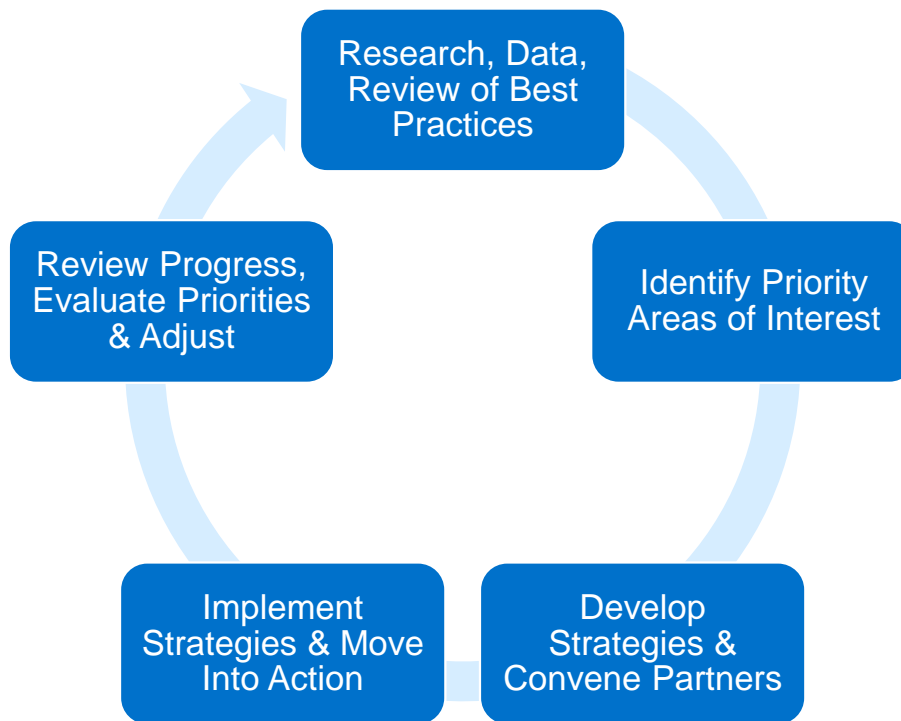 Research, Data,
Review of Best
Practices
Identify Priority
Areas of Interest
Develop
Strategies &
Convene Partners
Implement
Strategies & Move
Into Action
Review Progress,
Evaluate Priorities
& Adjust